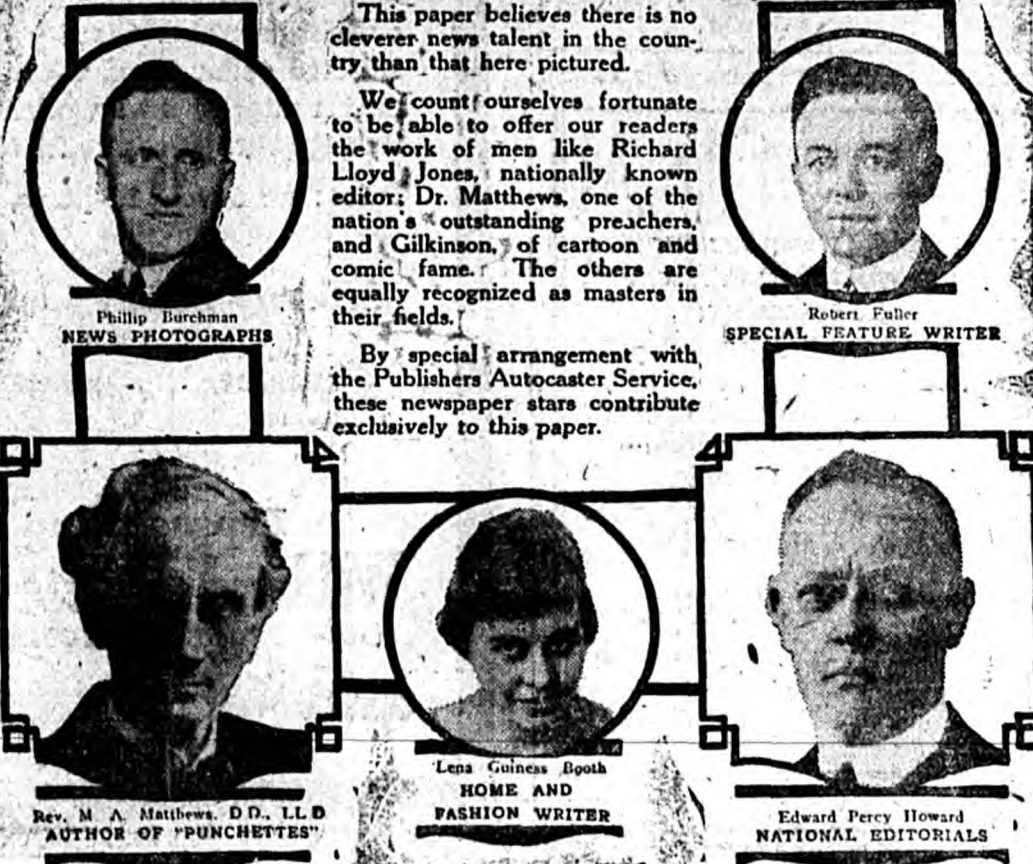 This paper believes there is no
cleverer news talent in the coun-
try than that here pictured.
We count ourselves fortunate
to be able to offer our readers
the work of men like Richard
Lloyd Jones, nationally known
editor; Dr. Matthews, one of the
nation's outstanding preachers,
and Gilkinson, of cartoon and
comic fame. The others are
equally recognized as masters in
their fields.
By special arrangement with
the Publishers Autocaster Service,
these newspaper stars contribute
exclusively to this paper.
Phillip Burchman
NEWS PHOTOGRAPHS
Robert Fuller
SPECIAL FEATURE WRITER
Rev. M. A. Matthews, D D., LL D
AUTHOR OF "PUNCHETTES"
Lena Guiness Booth
HOME AND
FASHION WRITER
Edward Percy Howard
NATIONAL EDITORIALS